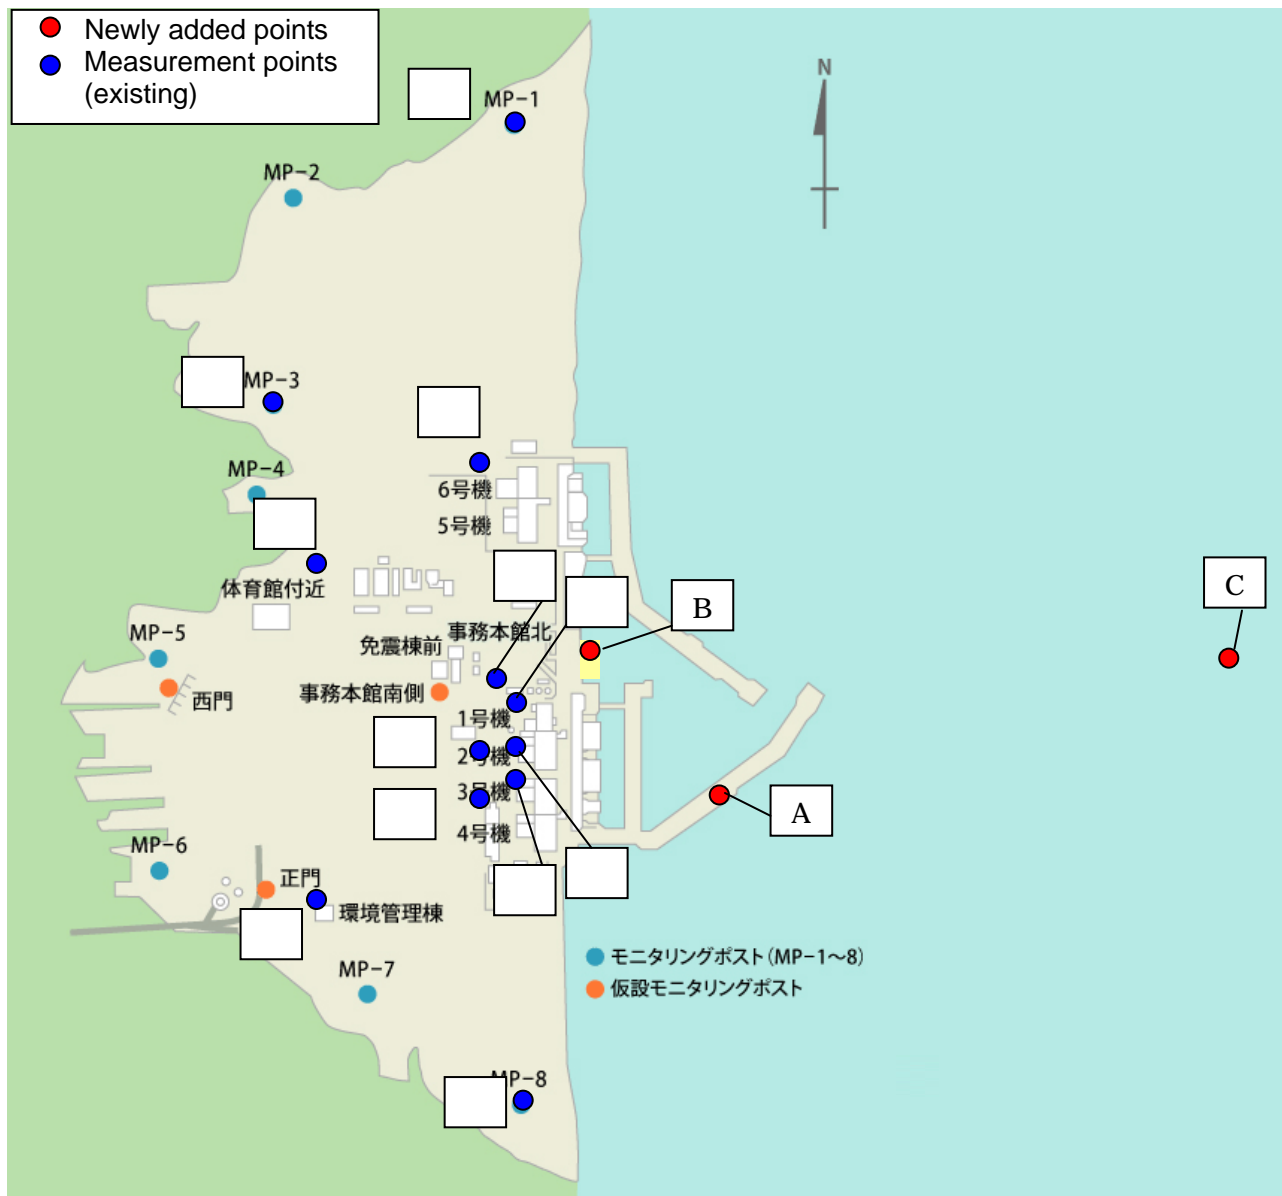 Newly added points
Measurement points
(existing)
N
MP-1
MP-2
MP-3
MP-4
6号機
5号機
体育館付近
C
B
MP-5
事務本館北
免震棟前
西門
事務本館南側
1号機
2号機
3号機
4号機
A
MP-6
正門
環境管理棟
モニタリングポスト(MP-1～8)
MP-7
仮設モニタリングポスト
MP-8